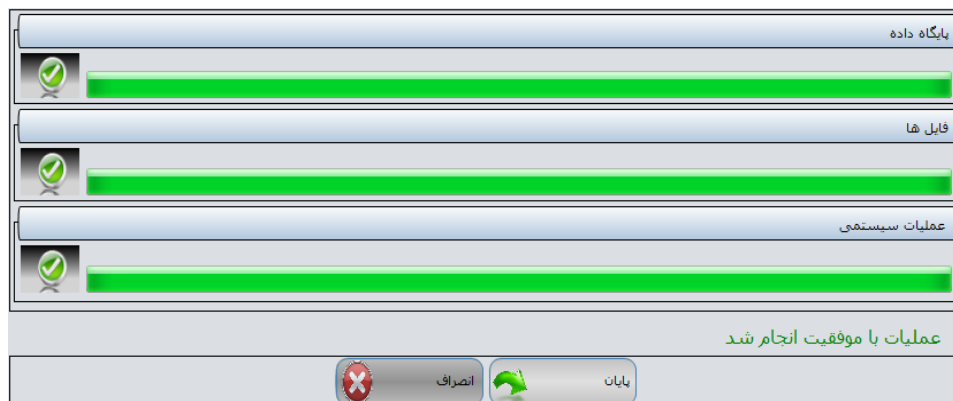 پایگاه داده
فایل ها
عملیات سیستمی
عملیات با موفقیت انجام شد
پایان
انصراف